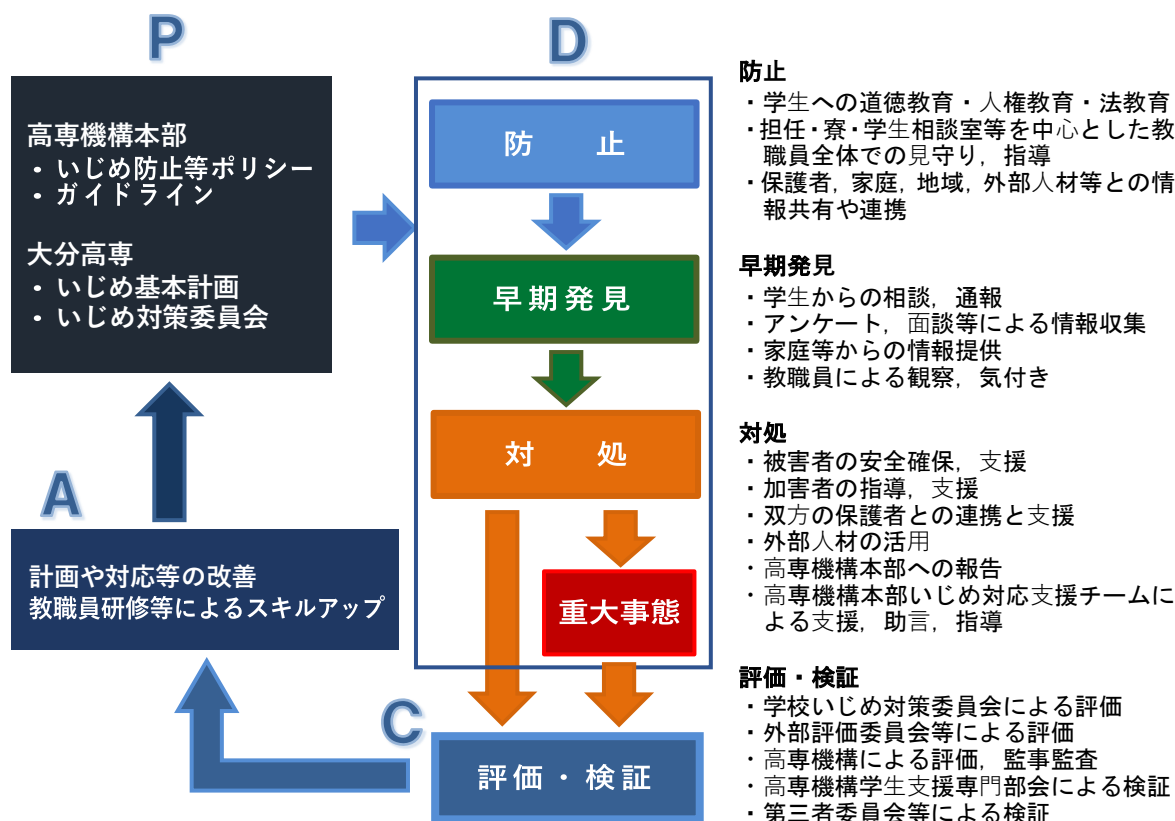 P
高専機構本部
・いじめ防止等ポリシー
・ガイドライン
大分高専
・いじめ基本計画
・いじめ対策委員会
A
計画や対応等の改善
教職員研修等によるスキルアップ
D
防　止
早期発見
対　処
重大事態
C
評価・検証
防止
・学生への道徳教育・人権教育・法教育
・担任・寮・学生相談室等を中心とした教
職員全体での見守り，指導
・保護者，家庭，地域，外部人材等との情
報共有や連携
早期発見
・学生からの相談，通報
・アンケート，面談等による情報収集
・家庭等からの情報提供
・教職員による観察，気付き
対処
・被害者の安全確保，支援
・加害者の指導，支援
・双方の保護者との連携と支援
・外部人材の活用
・高専機構本部への報告
・高専機構本部いじめ対応支援チームに
よる支援，助言，指導
評価・検証
・学校いじめ対策委員会による評価
・外部評価委員会等による評価
・高専機構による評価，監事監査
・高専機構学生支援専門部会による検証
・第三者委員会等による検証